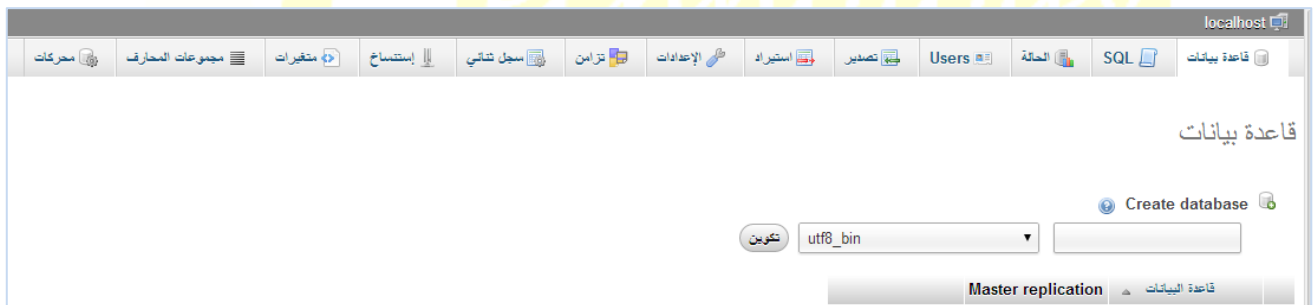 localhost
قاعدة بيانات SQL الحالة Users تصدير استيراد الإعدادات تزامن سجل ثنائي إستنساخ متغيرات مجموعات المحارف محركات
قاعدة بيانات
Create database
utf8_bin تكوين
قاعدة البيانات Master replication